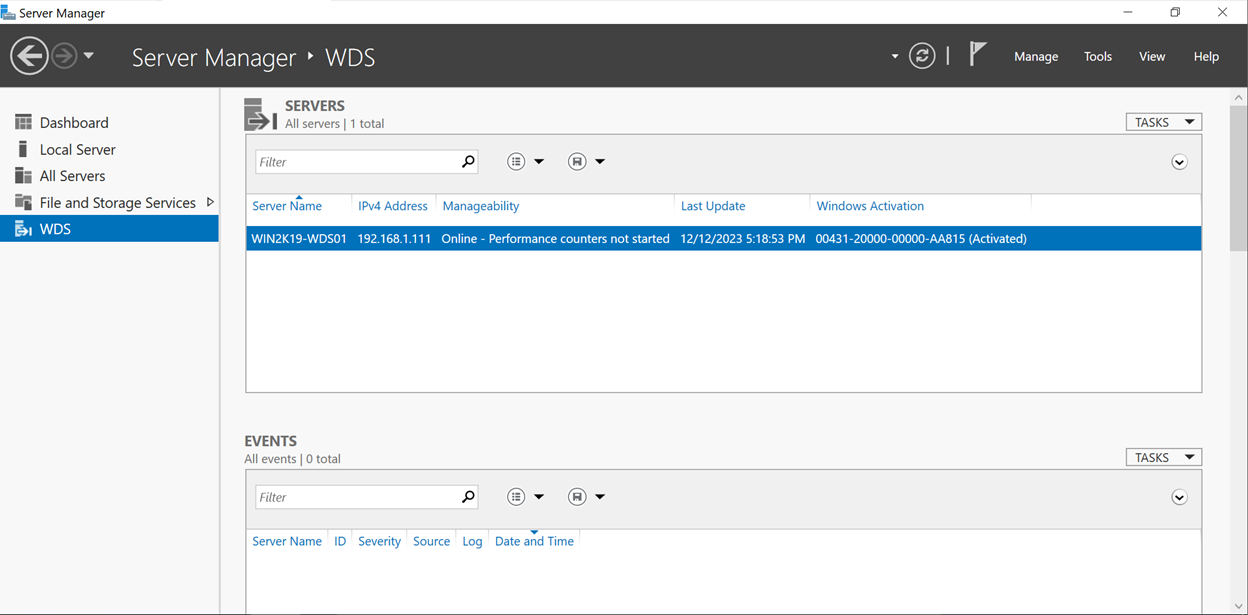 Server Manager
Server Manager ‣ WDS
Manage Tools View Help
Dashboard
Local Server
All Servers
File and Storage Services
WDS
SERVERS
All servers | 1 total
TASKS
Filter
Server Name IPv4 Address Manageability Last Update Windows Activation
WIN2K19-WDS01 192.168.1.111 Online - Performance counters not started 12/12/2023 5:18:53 PM 00431-20000-00000-AA815 (Activated)
EVENTS
All events | 0 total
TASKS
Filter
Server Name ID Severity Source Log Date and Time